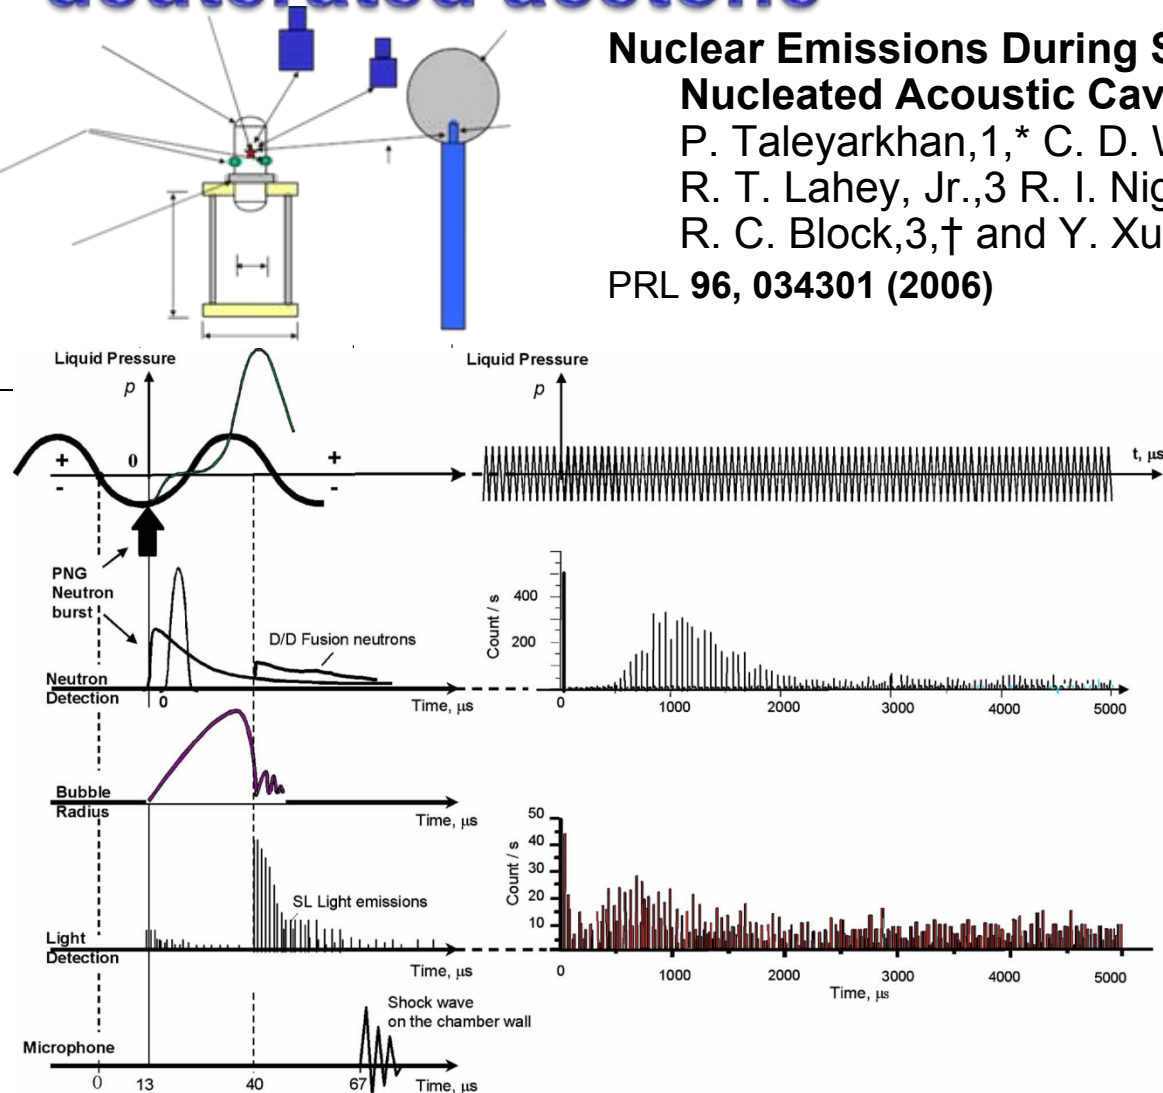 deuterated acetone
Nuclear Emissions During S
Nucleated Acoustic Cav
P. Taleyarkhan,1,* C. D. W
R. T. Lahey, Jr.,3 R. I. Nig
R. C. Block,3,† and Y. Xu
PRL 96, 034301 (2006)
Liquid Pressure
p
+
0
+
-
-
Liquid Pressure
p
t, µs
PNG
Neutron
burst
D/D Fusion neutrons
Neutron
Detection
0
Time, µs
Count / s
400
200
0
1000
2000
3000
4000
5000
Bubble
Radius
Time, µs
SL Light emissions
Light
Detection
Time, µs
Count / s
50
40
30
20
10
0
1000
2000
3000
4000
5000
Time, µs
Shock wave
on the chamber wall
Microphone
0
13
40
67
Time, µs